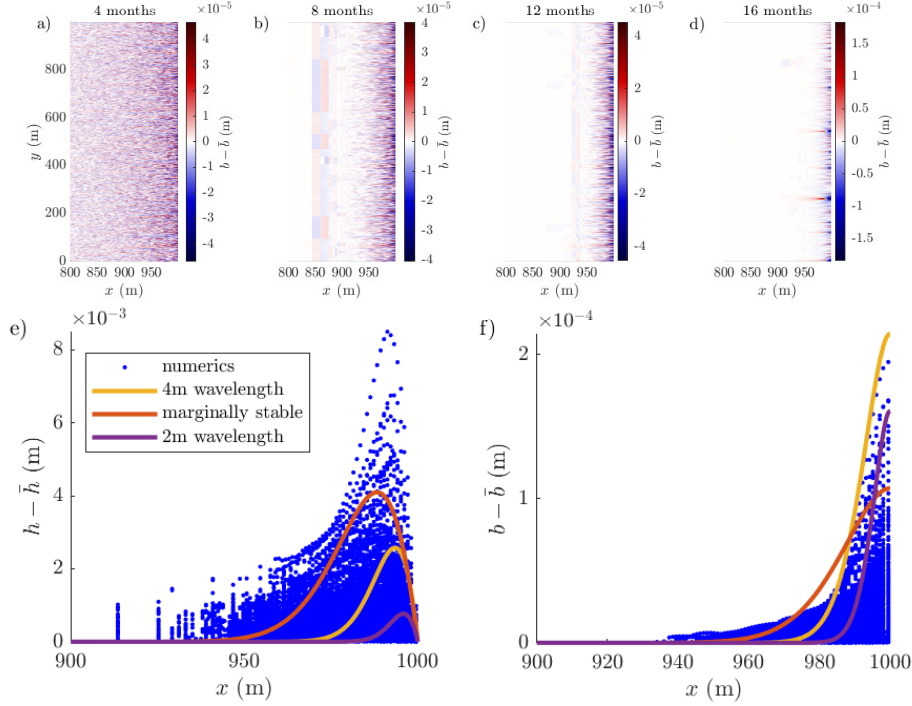 4 months
8 months
12 months
16 months
a)
b)
c)
d)
×10⁻⁵
×10⁻⁵
×10⁻⁵
×10⁻⁴
800
600
400
200
0
y (m)
800 850 900 950
x (m)
4
3
2
1
0
-1
-2
-3
-4
b − b̄ (m)
800 850 900 950
x (m)
4
3
2
1
0
-1
-2
-3
-4
b − b̄ (m)
800 850 900 950
x (m)
4
3
2
1
0
-1
-2
-3
-4
b − b̄ (m)
800 850 900 950
x (m)
1.5
1
0.5
0
-0.5
-1
-1.5
b − b̄ (m)
e)
×10⁻³
8
6
4
2
0
h − h̄ (m)
900
950
1000
x (m)
numerics
4m wavelength
marginally stable
2m wavelength
f)
×10⁻⁴
2
1
0
b − b̄ (m)
900 920 940 960 980 1000
x (m)